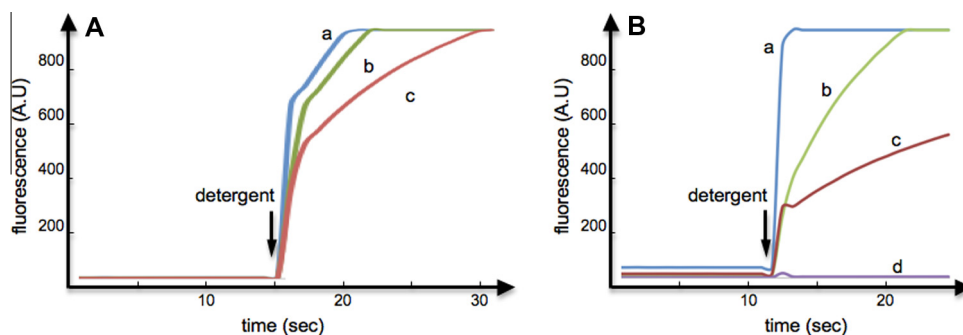 A
fluorescence (A.U)
800
600
400
200
a
b
c
detergent
10
20
30
time (sec)
B
fluorescence (A.U)
800
600
400
200
a
b
c
d
detergent
10
20
time (sec)